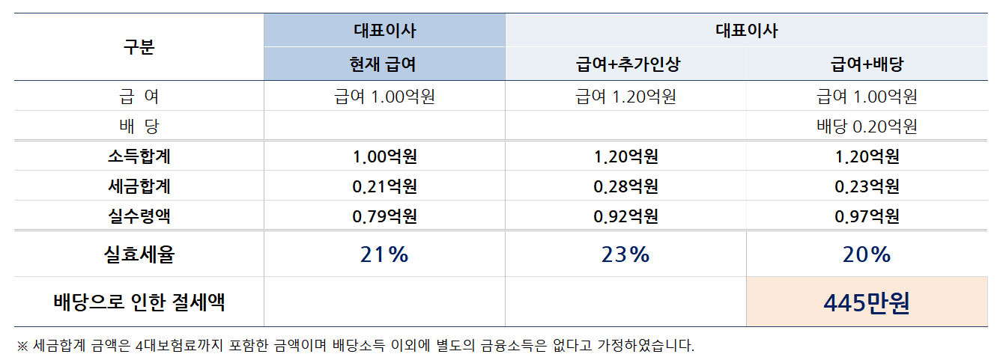 구분 대표이사 대표이사
현재 급여 급여+추가인상 급여+배당
급 여 급여 1.00억원 급여 1.20억원 급여 1.00억원
배 당 배당 0.20억원
소득합계 1.00억원 1.20억원 1.20억원
세금합계 0.21억원 0.28억원 0.23억원
실수령액 0.79억원 0.92억원 0.97억원
실효세율 21% 23% 20%
배당으로 인한 절세액 445만원
※ 세금합계 금액은 4대보험료까지 포함한 금액이며 배당소득 이외에 별도의 금융소득은 없다고 가정하였습니다.